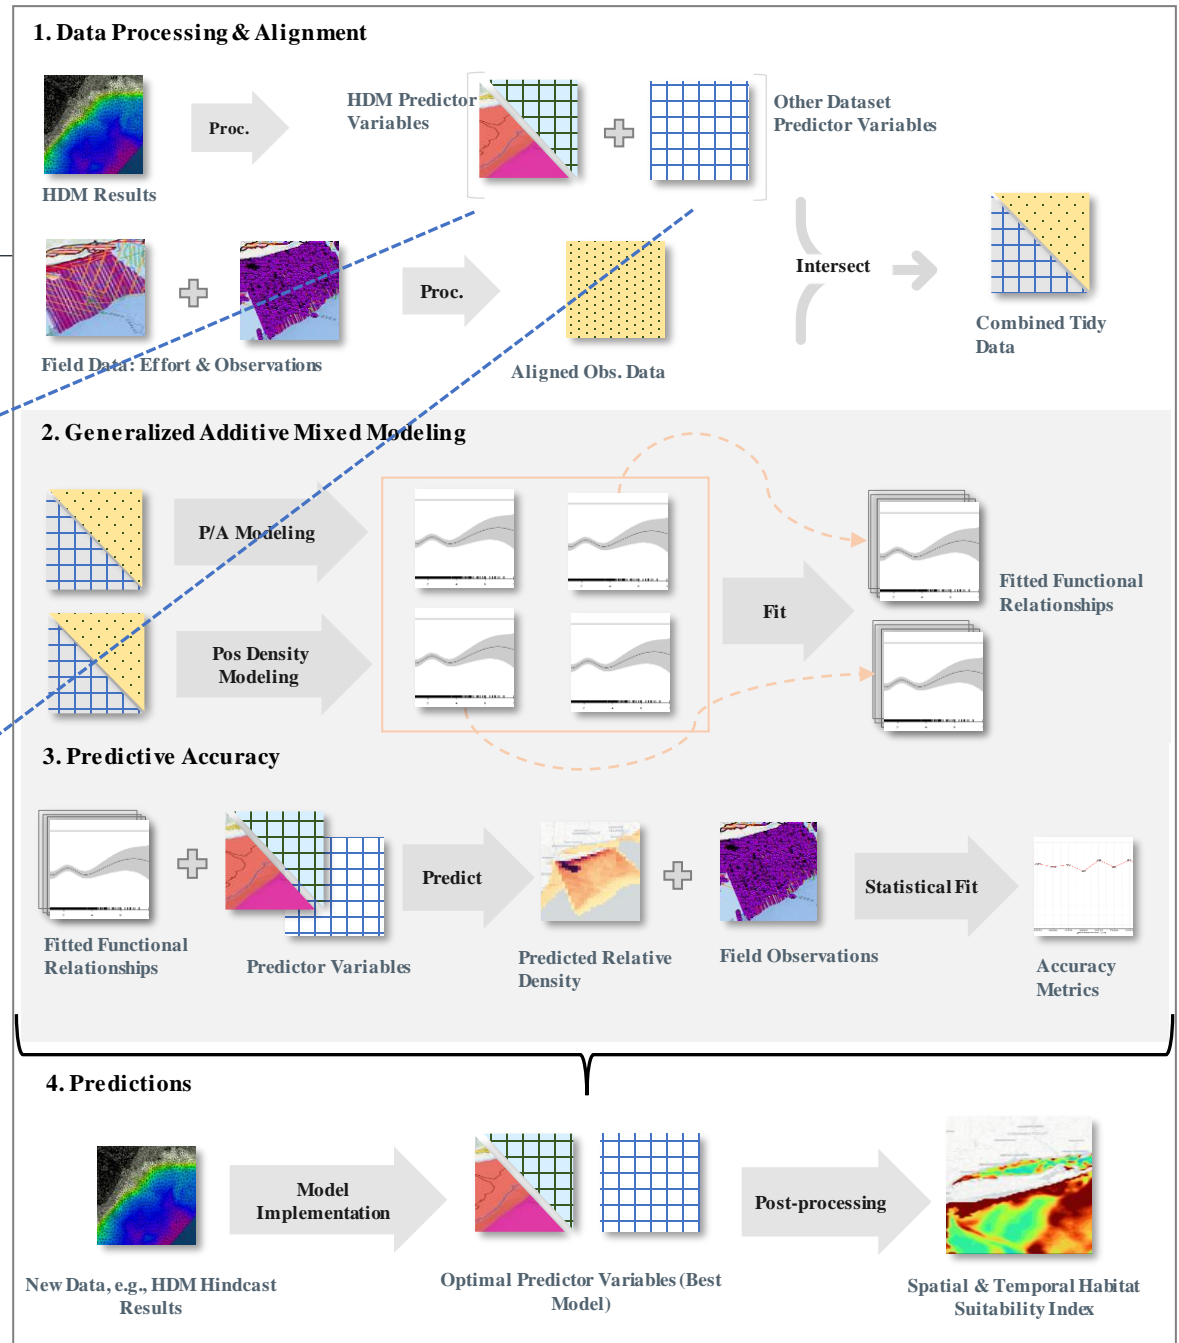 1. Data Processing & Alignment
HDM Predictor
Variables
Other Dataset
Predictor Variables
Proc.
HDM Results
Intersect
Proc.
Combined Tidy
Data
Field Data: Effort & Observations
Aligned Obs. Data
2. Generalized Additive Mixed Modeling
P/A Modeling
Fit
Fitted Functional
Relationships
Pos Density
Modeling
3. Predictive Accuracy
Predict
Statistical Fit
Fitted Functional
Relationships
Predictor Variables
Predicted Relative
Density
Field Observations
Accuracy
Metrics
4. Predictions
Model
Implementation
Post-processing
New Data, e.g., HDM Hindcast
Results
Optimal Predictor Variables (Best
Model)
Spatial & Temporal Habitat
Suitability Index